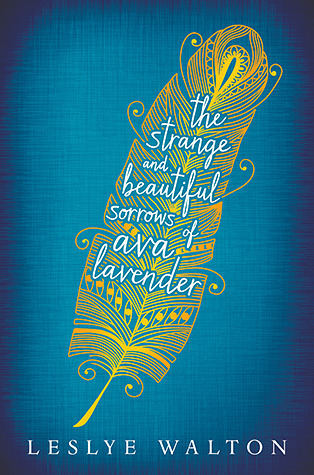 the
strange
and
beautiful
sorrows of
ava
lavender
LESLYE WALTON